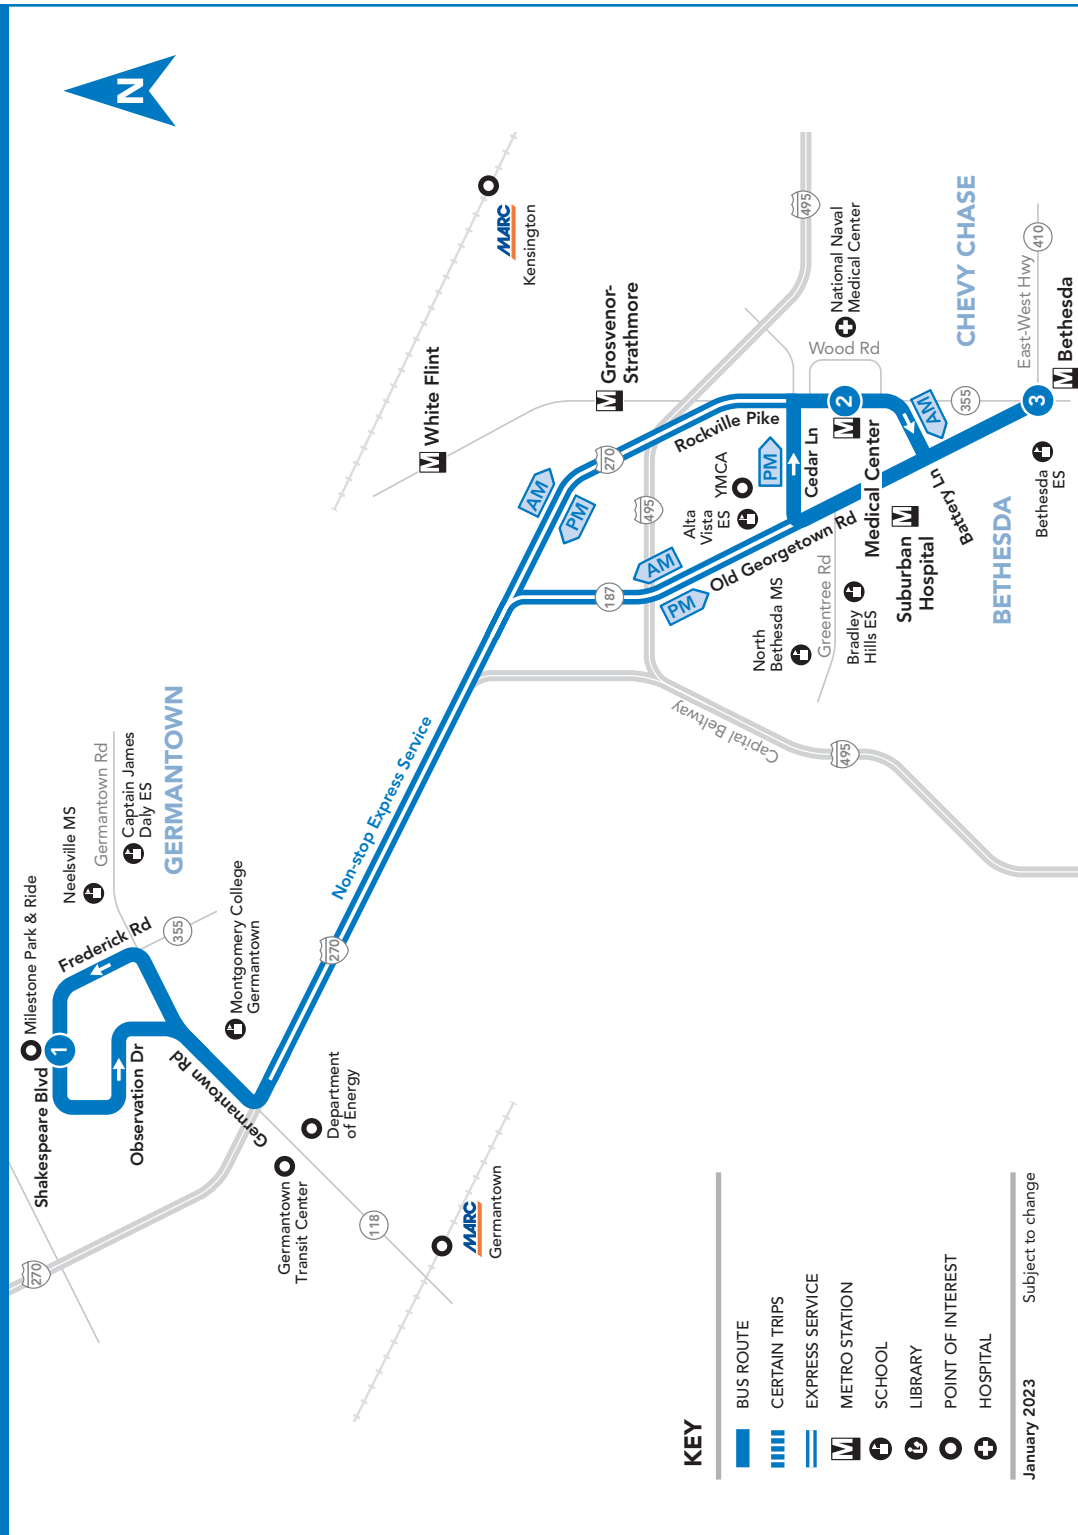 N
Shakespeare Blvd
Milestone Park & Ride
1
Observation Dr
Frederick Rd
Neelsville MS
Germantown Rd
Captain James
Daly ES
GERMANTOWN
355
Germantown Rd
Montgomery College
Germantown
270
Germantown
Transit Center
Department
of Energy
118
MARC
Germantown
270
Non-stop Express Service
MARC
Kensington
M White Flint
M Grosvenor-
Strathmore
AM
PM
270
187
495
495
495
Capital Beltway
AM
PM
Old Georgetown Rd
Rockville Pike
Alta
Vista
ES
YMCA
PM
Cedar Ln
North
Bethesda MS
Greentree Rd
Bradley
Hills ES
M
Medical Center
2
Wood Rd
National Naval
Medical Center
Suburban
Hospital
M
Battery Ln
AM
355
CHEVY CHASE
BETHESDA
East-West Hwy
410
3
M Bethesda
Bethesda
ES
KEY
BUS ROUTE
CERTAIN TRIPS
EXPRESS SERVICE
M METRO STATION
SCHOOL
LIBRARY
POINT OF INTEREST
HOSPITAL
January 2023 Subject to change